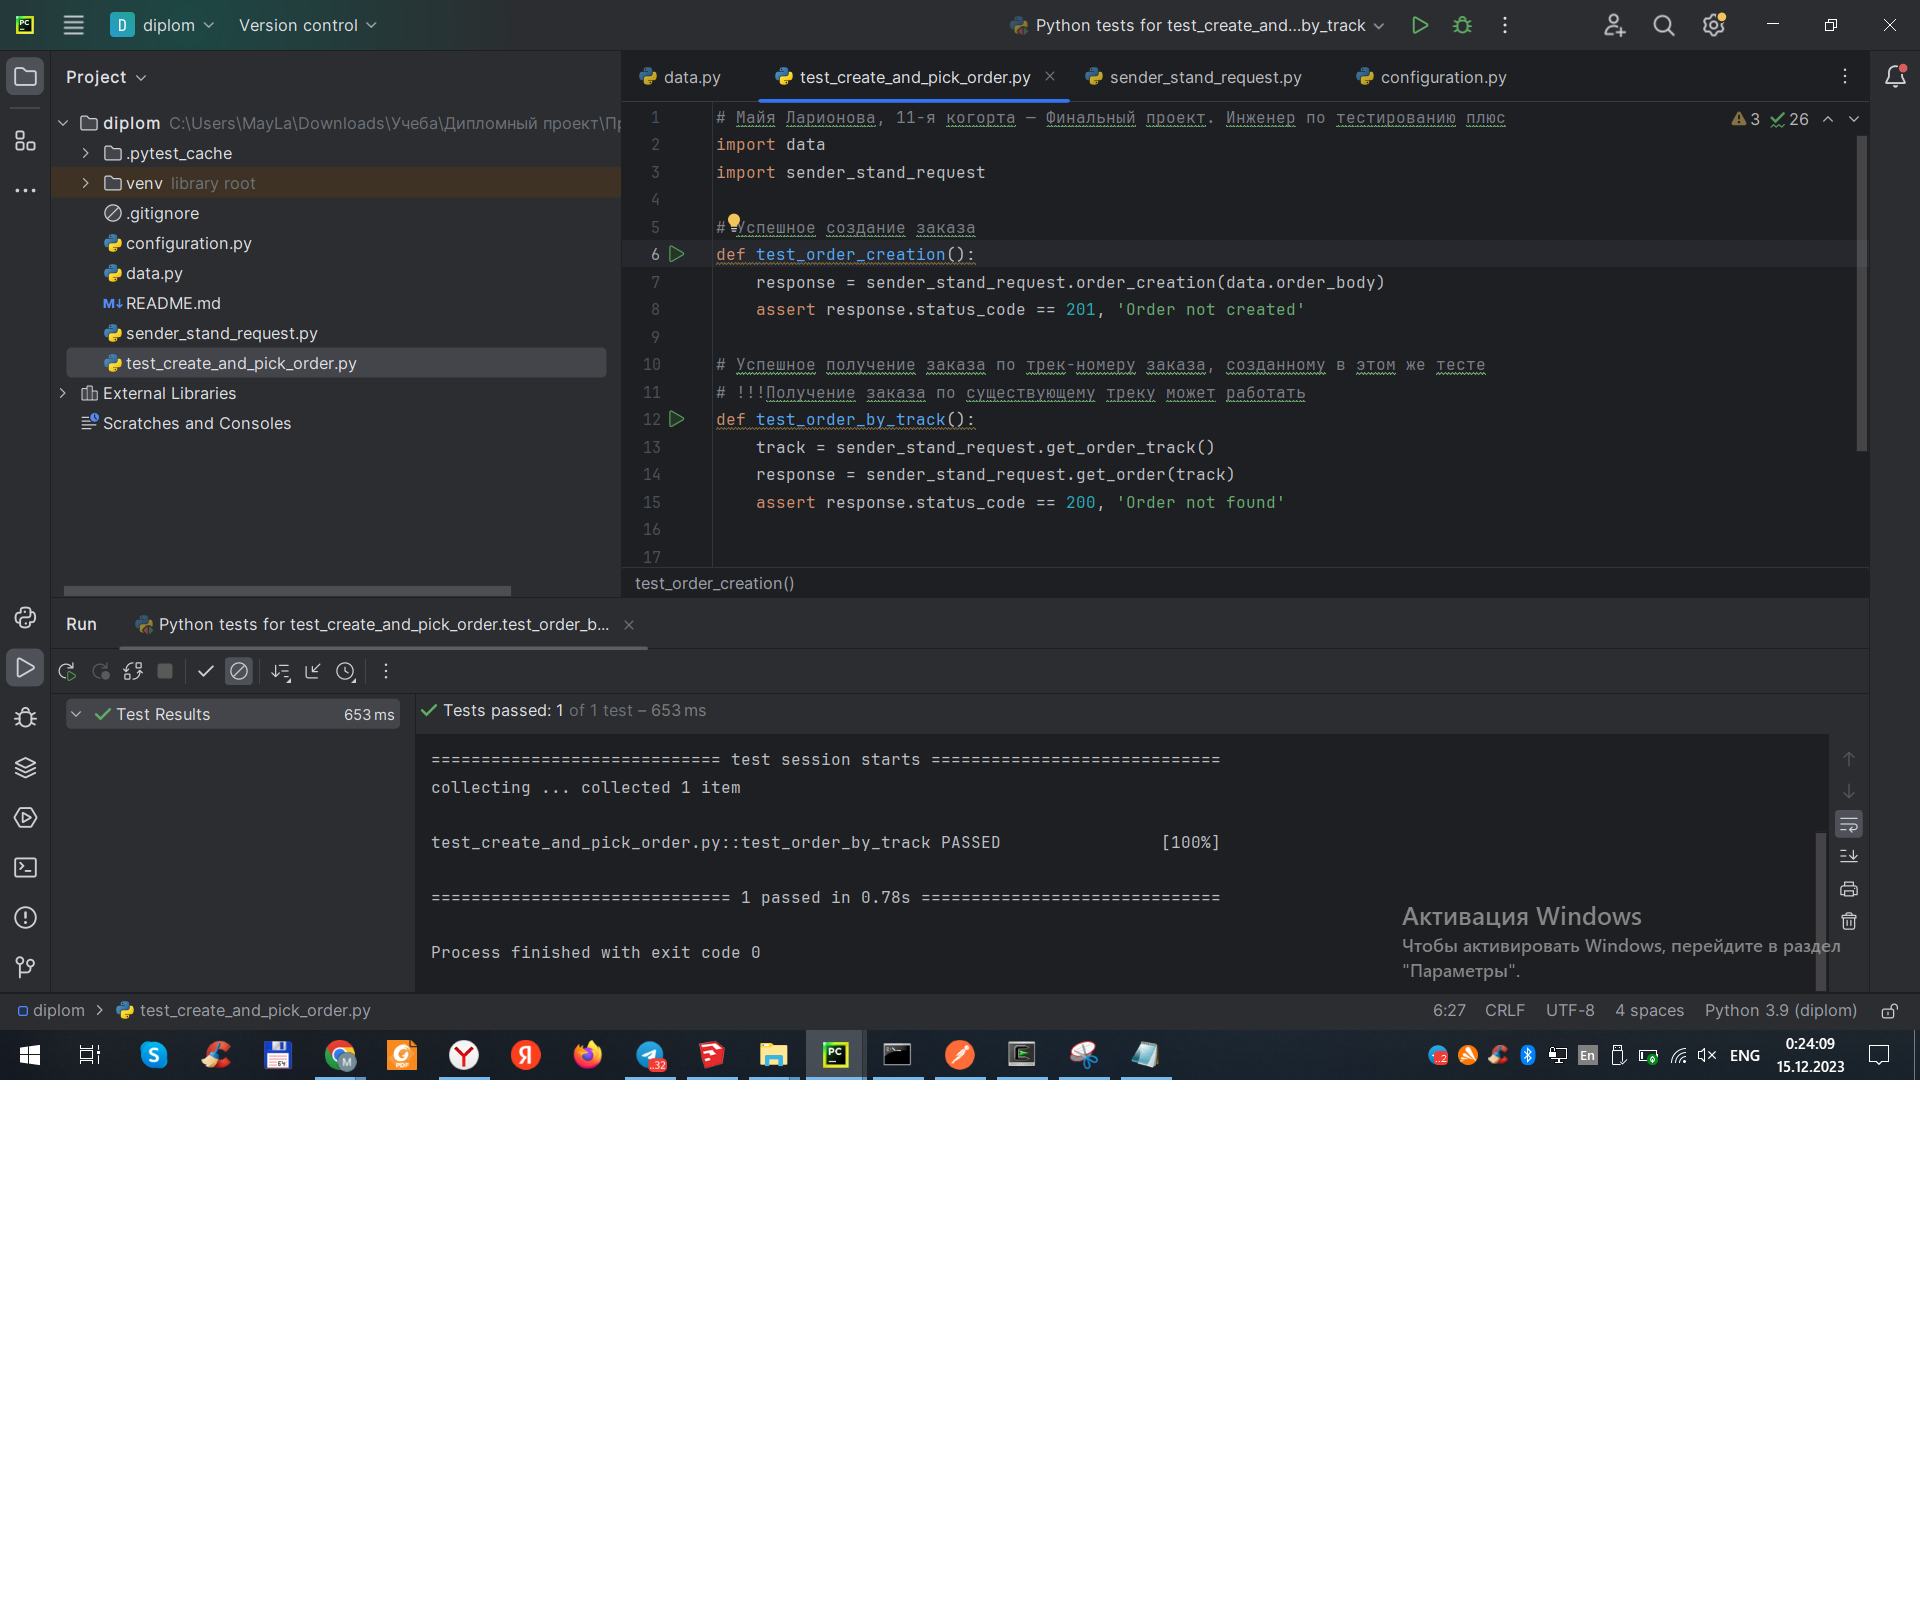 PC
D diplom
Version control
Python tests for test_create_and...by_track
Project
data.py
test_create_and_pick_order.py
sender_stand_request.py
configuration.py
diplom C:\Users\MayLa\Downloads\Учеба\Дипломный проект\Пр
.pytest_cache
venv library root
.gitignore
configuration.py
data.py
README.md
sender_stand_request.py
test_create_and_pick_order.py
External Libraries
Scratches and Consoles
3 26
1 # Майя Ларионова, 11-я когорта — Финальный проект. Инженер по тестированию плюс
2 import data
3 import sender_stand_request
4
5 # Успешное создание заказа
6 def test_order_creation():
7 response = sender_stand_request.order_creation(data.order_body)
8 assert response.status_code == 201, 'Order not created'
9
10 # Успешное получение заказа по трек-номеру заказа, созданному в этом же тесте
11 # !!!Получение заказа по существующему треку может работать
12 def test_order_by_track():
13 track = sender_stand_request.get_order_track()
14 response = sender_stand_request.get_order(track)
15 assert response.status_code == 200, 'Order not found'
16
17
test_order_creation()
Run
Python tests for test_create_and_pick_order.test_order_b...
Test Results 653 ms
Tests passed: 1 of 1 test – 653 ms
============================= test session starts =============================
collecting ... collected 1 item

test_create_and_pick_order.py::test_order_by_track PASSED [100%]

============================== 1 passed in 0.78s ==============================

Process finished with exit code 0
Активация Windows
Чтобы активировать Windows, перейдите в раздел
"Параметры".
diplom > test_create_and_pick_order.py
6:27 CRLF UTF-8 4 spaces Python 3.9 (diplom)
En
ENG
0:24:09
15.12.2023